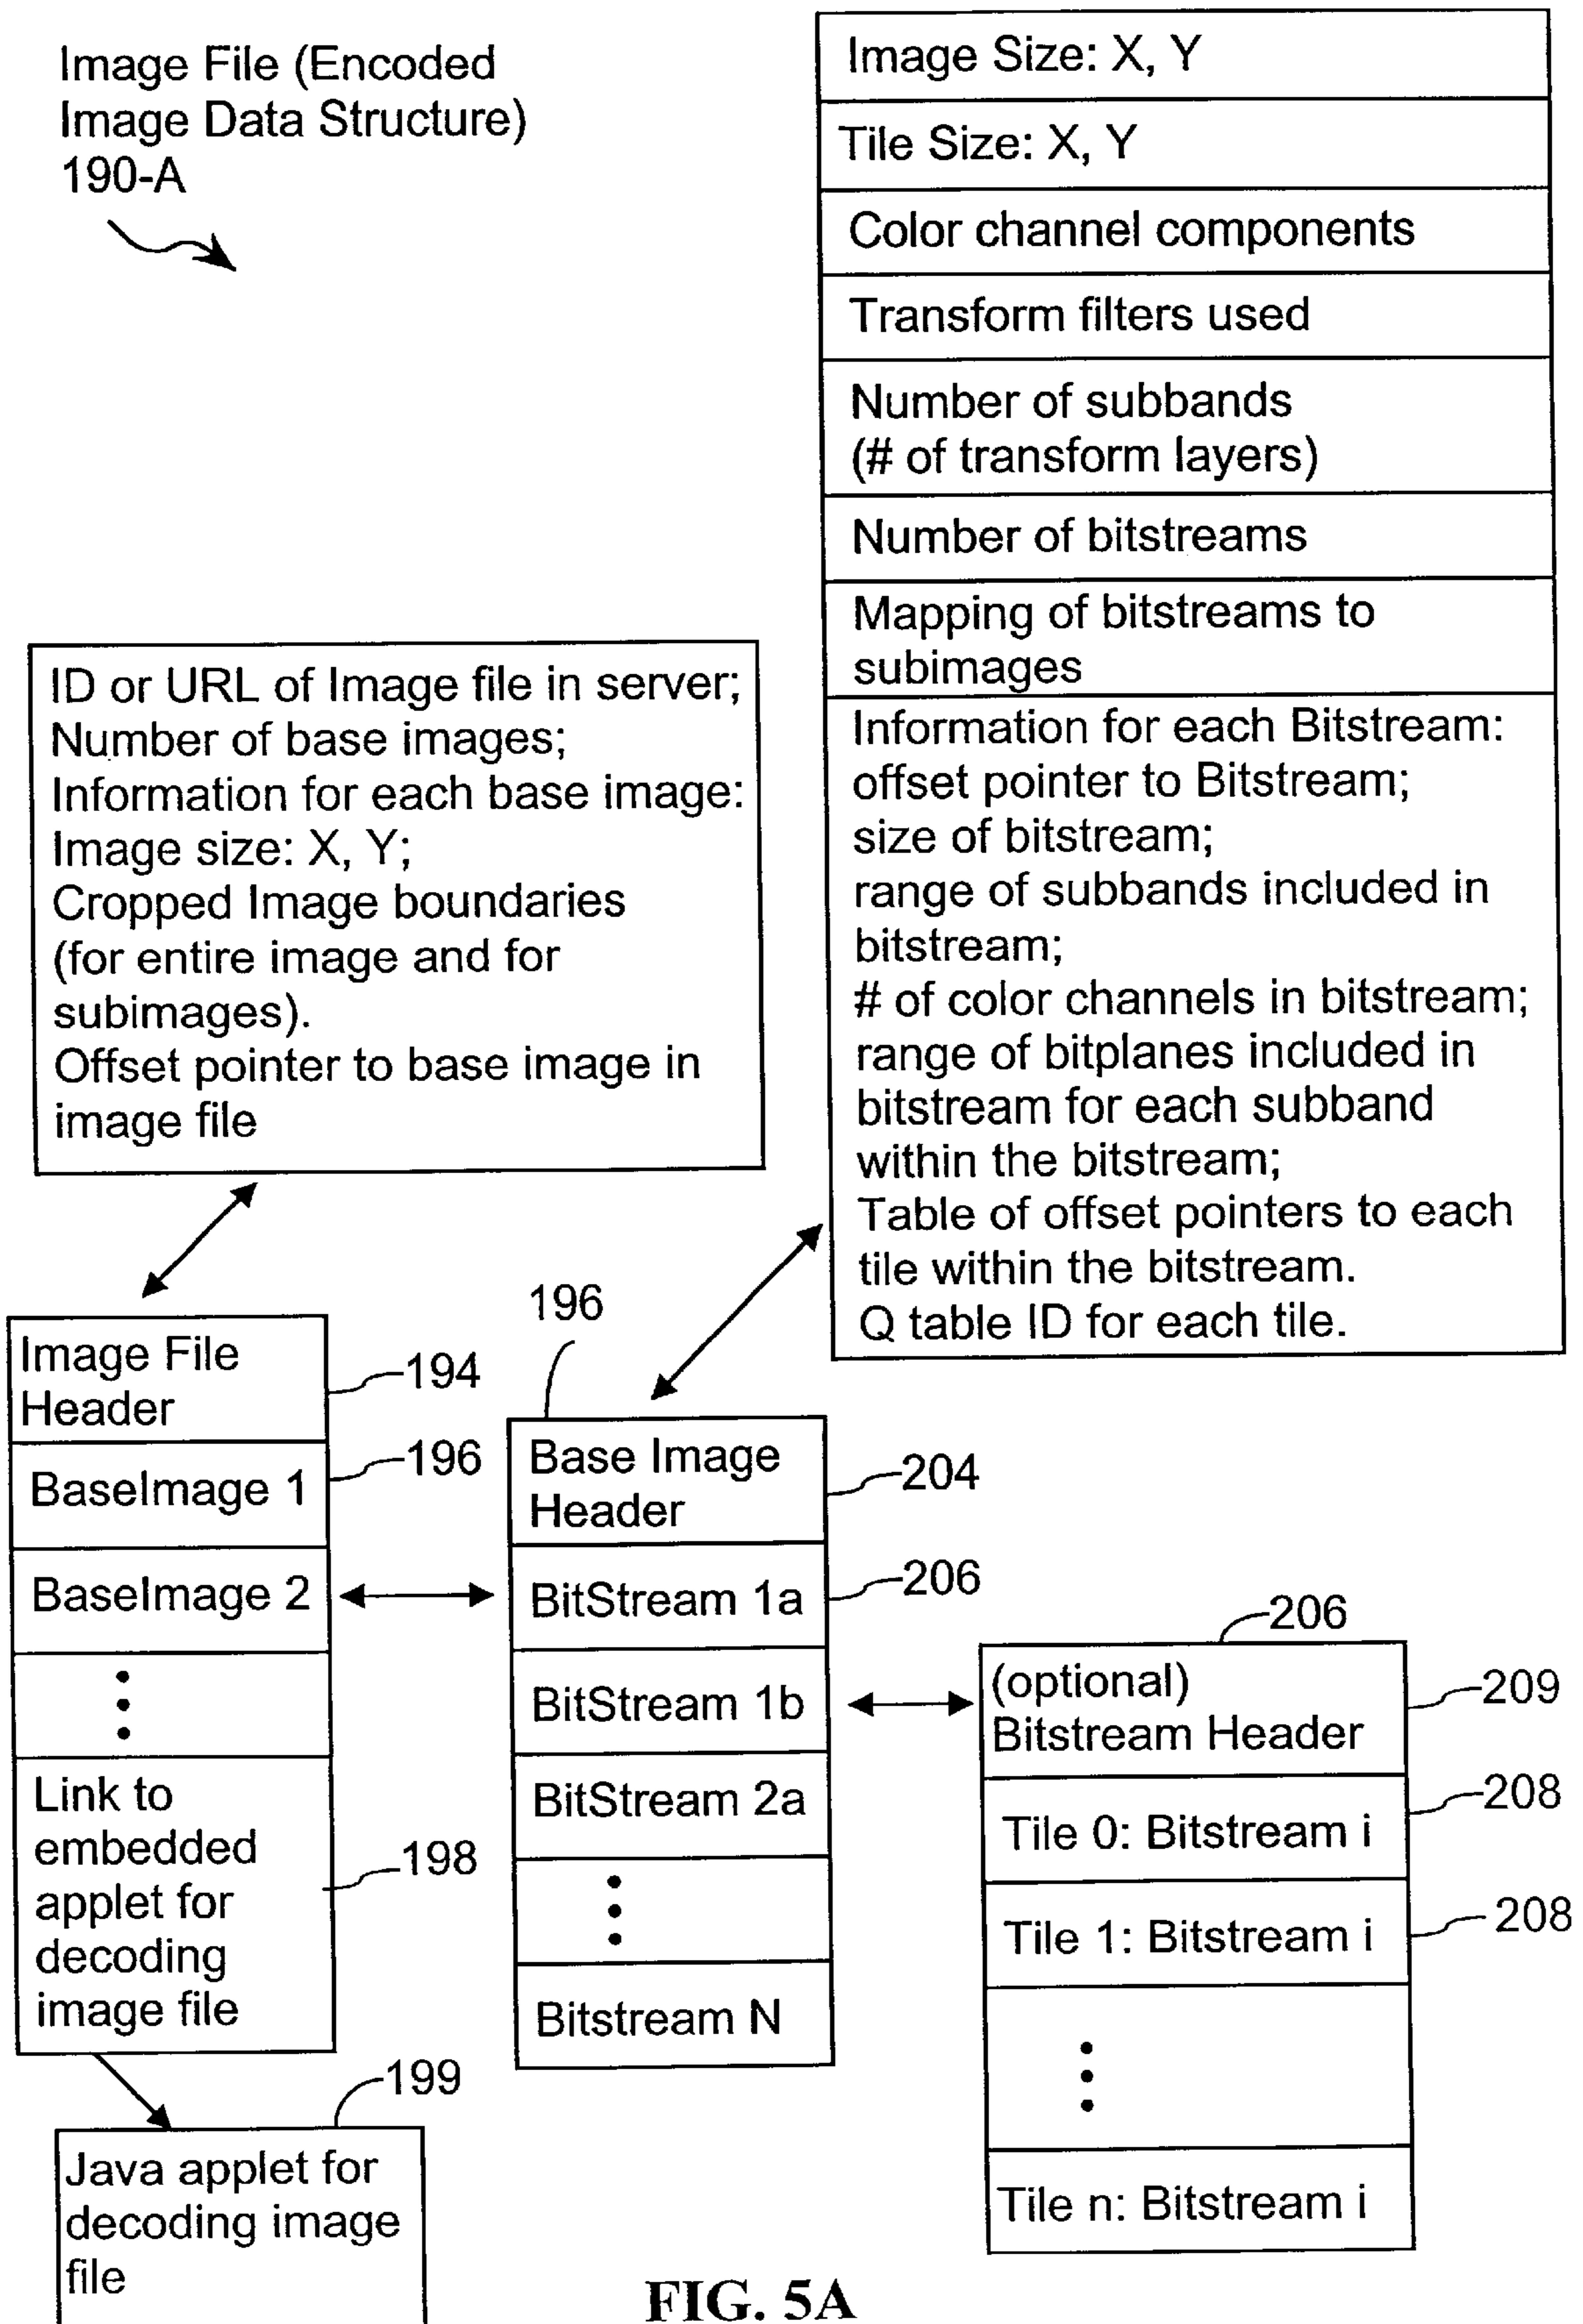 Image File (Encoded
Image Data Structure)
190-A
Image Size: X, Y
Tile Size: X, Y
Color channel components
Transform filters used
Number of subbands
(# of transform layers)
Number of bitstreams
Mapping of bitstreams to
subimages
Information for each Bitstream:
offset pointer to Bitstream;
size of bitstream;
range of subbands included in
bitstream;
# of color channels in bitstream;
range of bitplanes included in
bitstream for each subband
within the bitstream;
Table of offset pointers to each
tile within the bitstream.
Q table ID for each tile.
ID or URL of Image file in server;
Number of base images;
Information for each base image:
Image size: X, Y;
Cropped Image boundaries
(for entire image and for
subimages).
Offset pointer to base image in
image file
Image File
Header
194
BaseImage 1
196
BaseImage 2
Link to
embedded
applet for
decoding
image file
198
199
Java applet for
decoding image
file
196
Base Image
Header
204
BitStream 1a
206
BitStream 1b
BitStream 2a
Bitstream N
206
(optional)
Bitstream Header
209
Tile 0: Bitstream i
208
Tile 1: Bitstream i
208
Tile n: Bitstream i
FIG. 5A